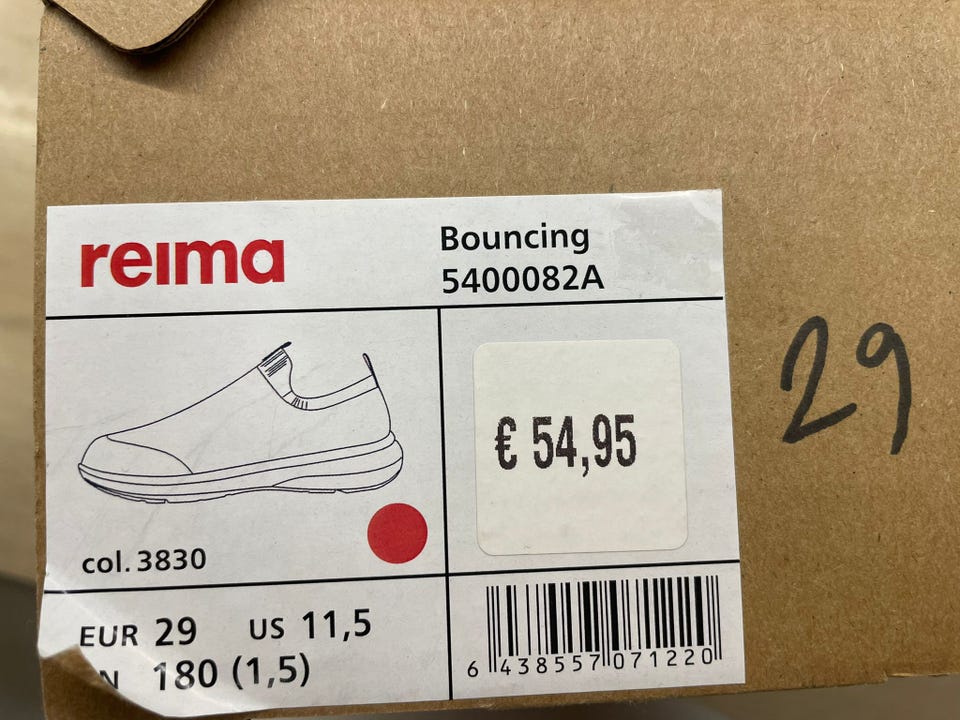 reima
Bouncing
5400082A
€ 54,95
29
col. 3830
EUR 29 US 11,5
180 (1,5)
6 438557 071220